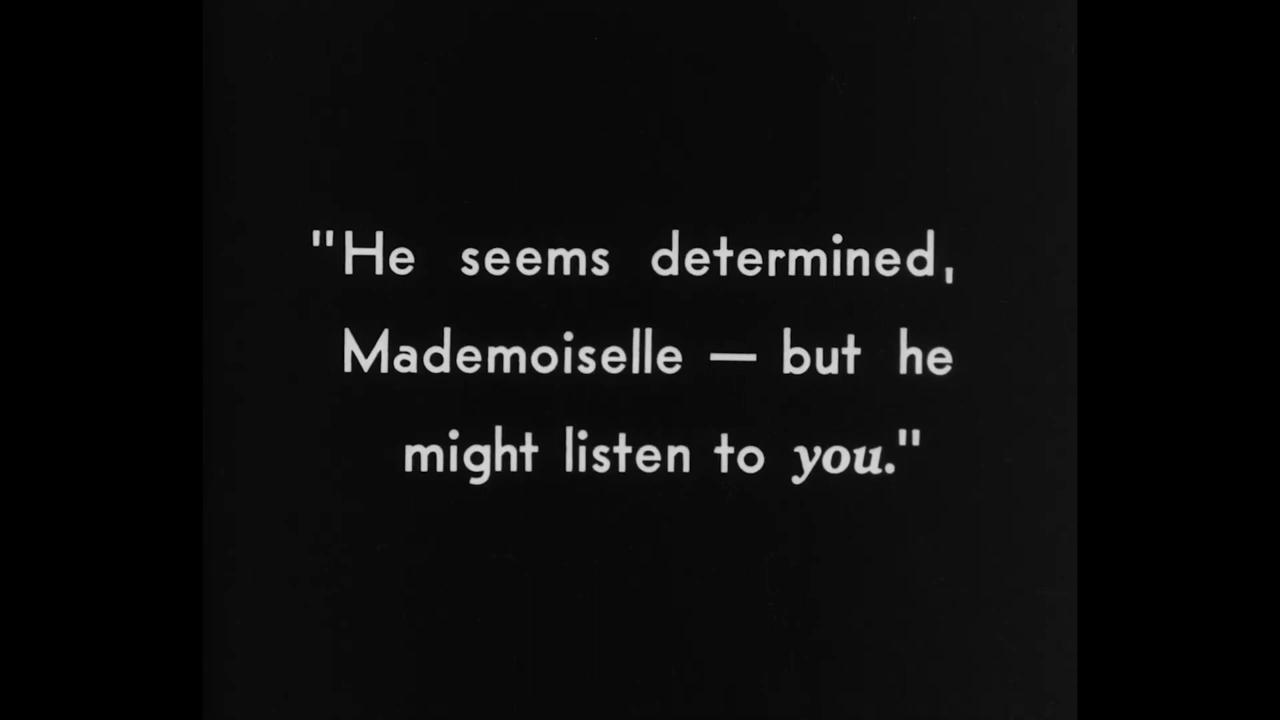 "He seems determined,
Mademoiselle — but he
might listen to you."